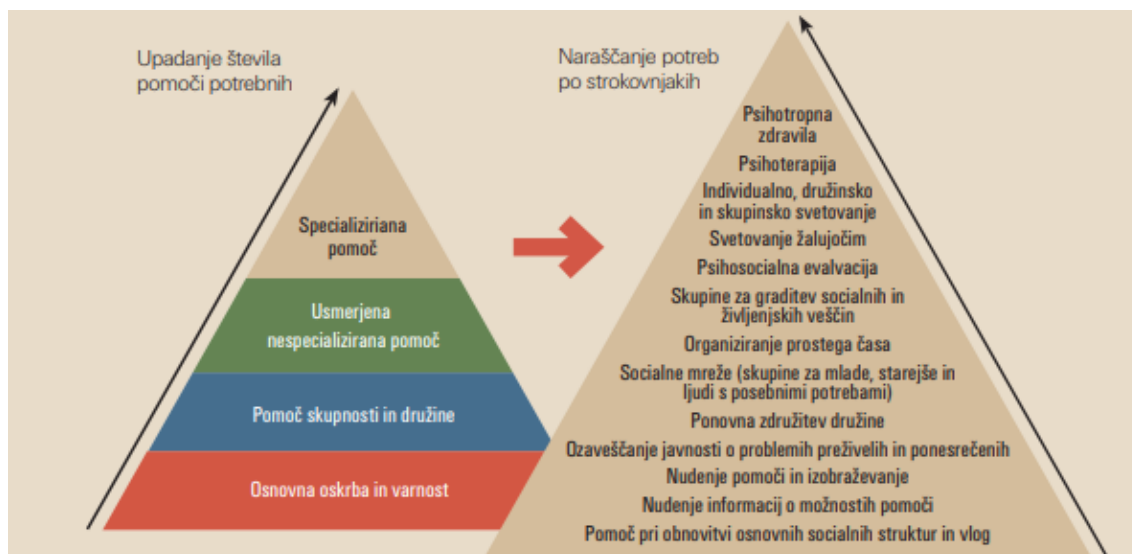 Upadanje števila
pomoči potrebnih
Specializiriana
pomoč
Usmerjena
nespecializirana pomoč
Pomoč skupnosti in družine
Osnovna oskrba in varnost
Naraščanje potreb
po strokovnjakih
Psihotropna
zdravila
Psihoterapija
Individualno, družinsko
in skupinsko svetovanje
Svetovanje žalujočim
Psihosocialna evalvacija
Skupine za graditev socialnih in
življenjskih veščin
Organiziranje prostega časa
Socialne mreže (skupine za mlade, starejše in
ljudi s posebnimi potrebami)
Ponovna združitev družine
Ozaveščanje javnosti o problemih preživelih in ponesrečenih
Nudenje pomoči in izobraževanje
Nudenje informacij o možnostih pomoči
Pomoč pri obnovitvi osnovnih socialnih struktur in vlog